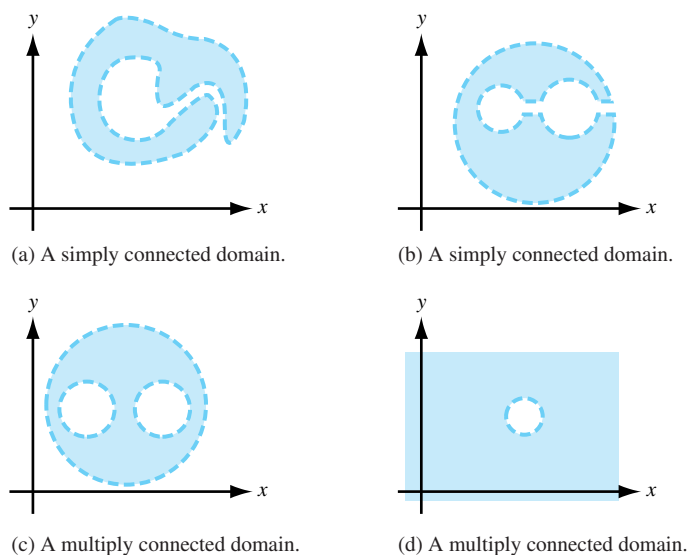 y
x
(a) A simply connected domain.
y
x
(b) A simply connected domain.
y
x
(c) A multiply connected domain.
y
x
(d) A multiply connected domain.